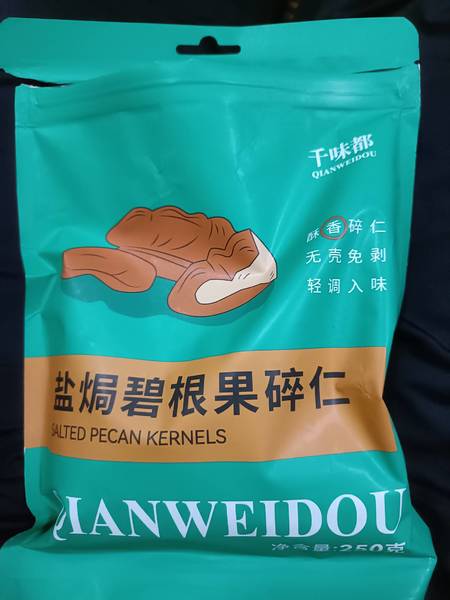 千味都
QIANWEIDOU
酥香碎仁
无壳免剥
轻调入味
盐焗碧根果碎仁
SALTED PECAN KERNELS
QIANWEIDOU
净含量:250克